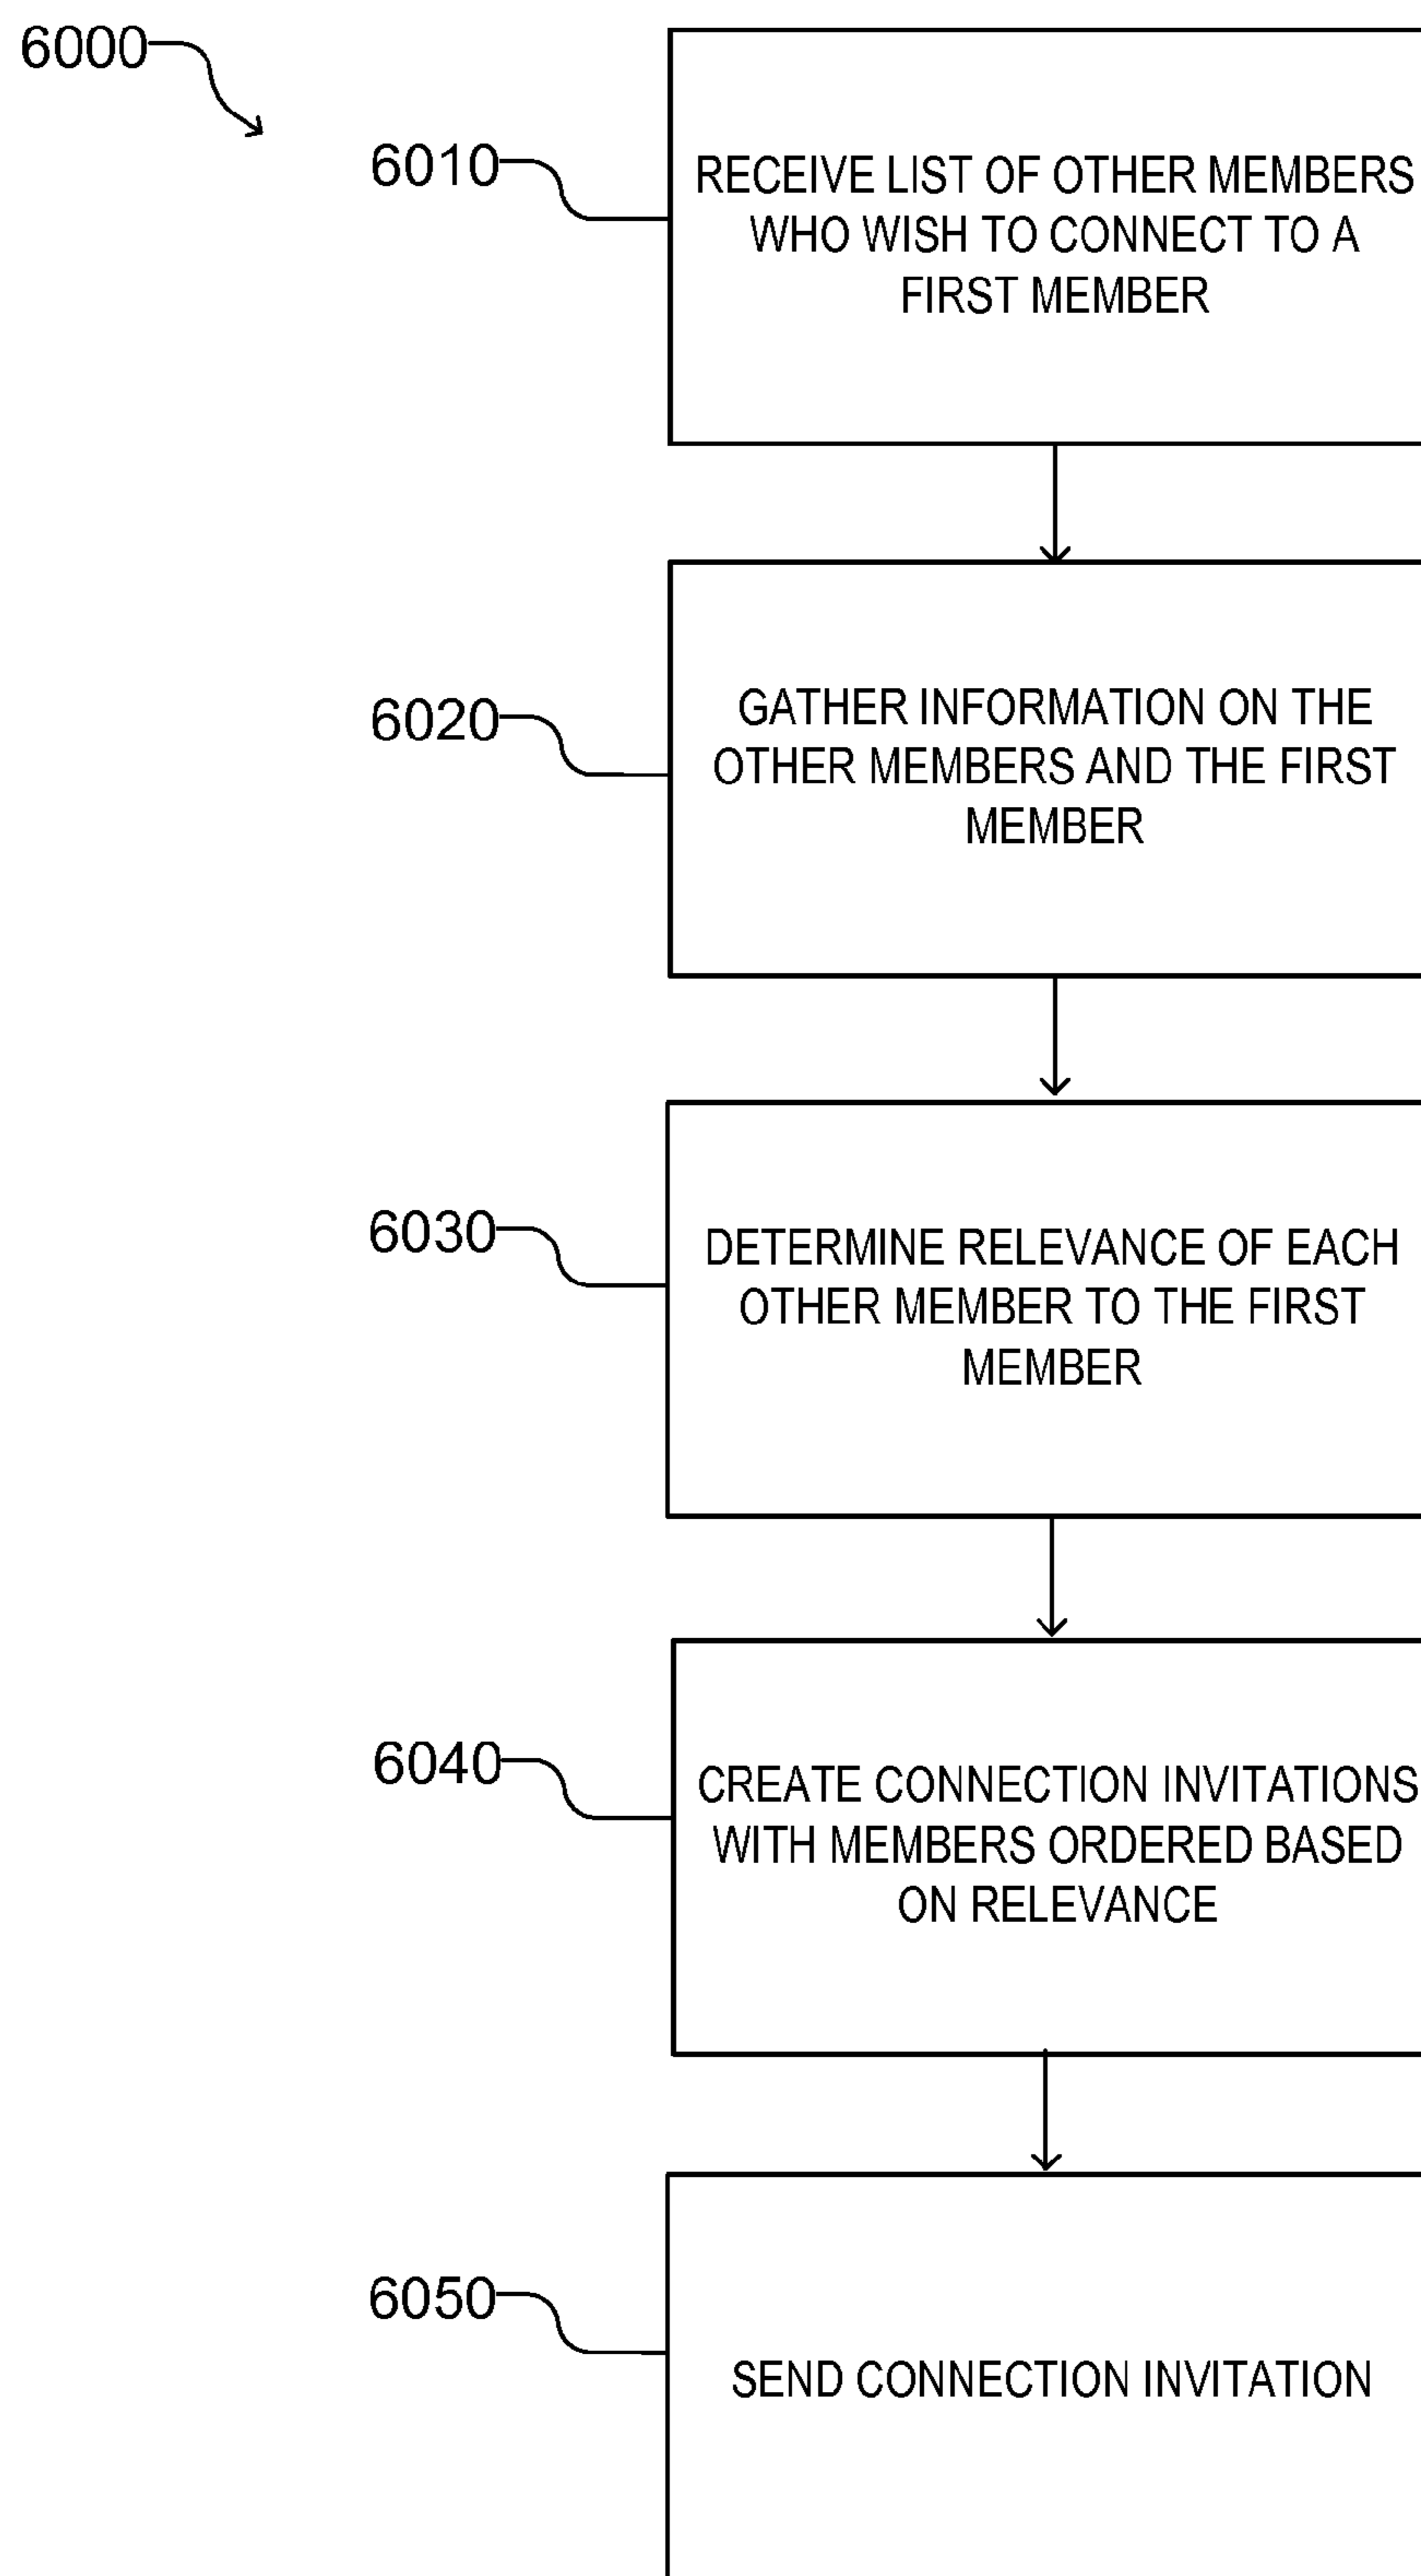 6000
6010
RECEIVE LIST OF OTHER MEMBERS
WHO WISH TO CONNECT TO A
FIRST MEMBER
6020
GATHER INFORMATION ON THE
OTHER MEMBERS AND THE FIRST
MEMBER
6030
DETERMINE RELEVANCE OF EACH
OTHER MEMBER TO THE FIRST
MEMBER
6040
CREATE CONNECTION INVITATIONS
WITH MEMBERS ORDERED BASED
ON RELEVANCE
6050
SEND CONNECTION INVITATION